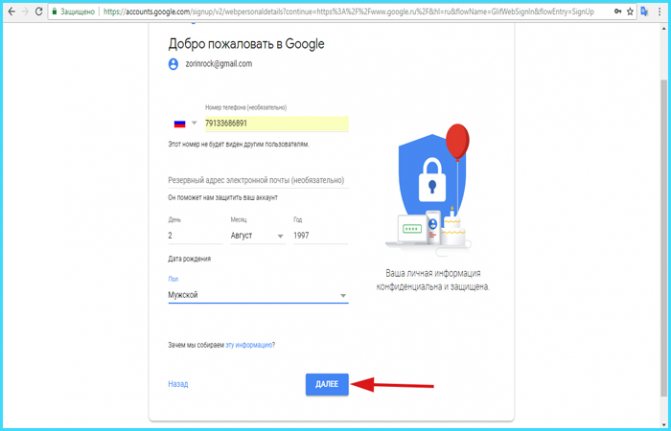 Защищено https://accounts.google.com/signup/v2/webpersonaldetails?continue=https%3A%2F%2Fwww.google.ru%2F&hl=ru&flowName=GlifWebSignIn&flowEntry=SignUp
Добро пожаловать в Google
zorinrock@gmail.com
Номер телефона (необязательно)
79133686891
Этот номер не будет виден другим пользователям.
Резервный адрес электронной почты (необязательно)
Он поможет нам защитить ваш аккаунт
День Месяц Год
2 Август 1997
Дата рождения
Пол
Мужской
Ваша личная информация
конфиденциальна и защищена.
Зачем мы собираем эту информацию?
Назад ДАЛЕЕ